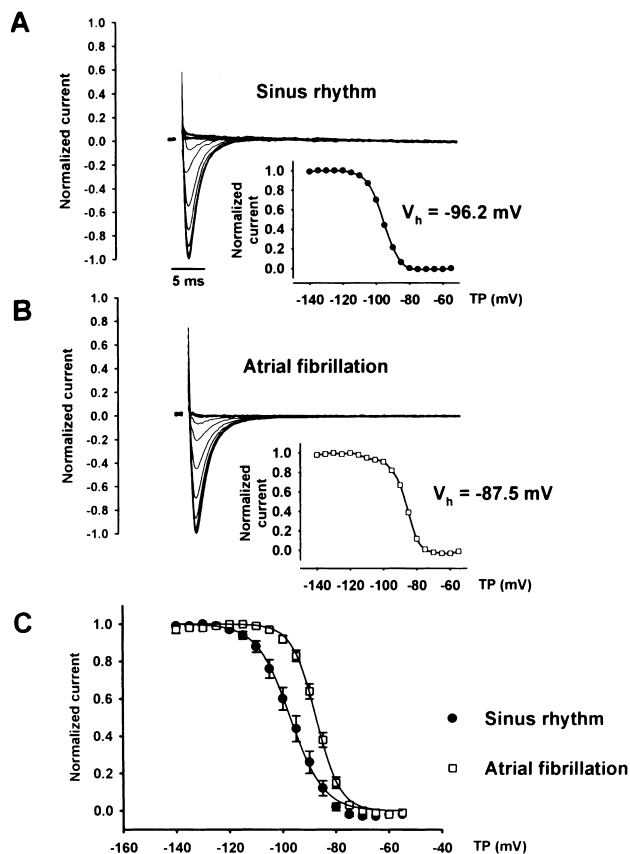 A
Normalized current
1.0
0.8
0.6
0.4
0.2
0.0
-0.2
-0.4
-0.6
-0.8
-1.0
Sinus rhythm
5 ms
Normalized
current
1.0
0.8
0.6
0.4
0.2
0.0
-140 -120 -100 -80 -60 TP (mV)
Vh = -96.2 mV
B
Normalized current
1.0
0.8
0.6
0.4
0.2
0.0
-0.2
-0.4
-0.6
-0.8
-1.0
Atrial fibrillation
Normalized
current
1.0
0.8
0.6
0.4
0.2
0.0
-140 -120 -100 -80 -60 TP (mV)
Vh = -87.5 mV
C
Normalized current
1.0
0.8
0.6
0.4
0.2
0.0
-160 -140 -120 -100 -80 -60 -40
TP (mV)
Sinus rhythm
Atrial fibrillation